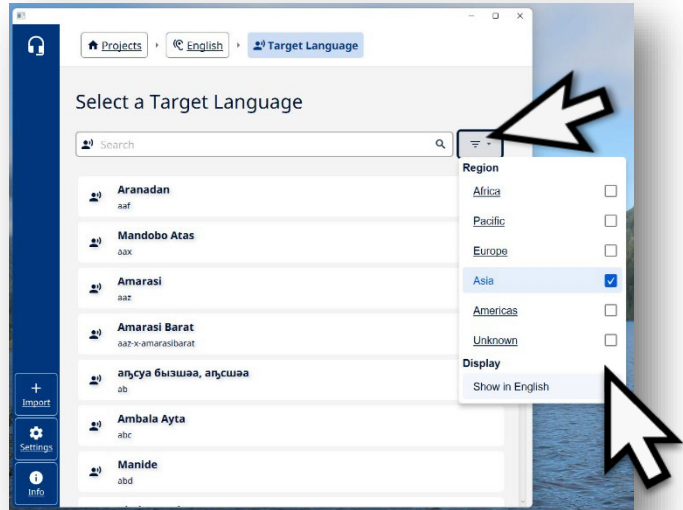 Projects
English
Target Language
Select a Target Language
Search
Region
Africa
Pacific
Europe
Asia
Americas
Unknown
Display
Show in English
Aranadan
aaf
Mandobo Atas
aax
Amarasi
aaz
Amarasi Barat
aaz-x-amarasibarat
аҧсуа бызшәа, аҧсшәа
ab
Ambala Ayta
abc
Manide
abd
Import
Settings
Info